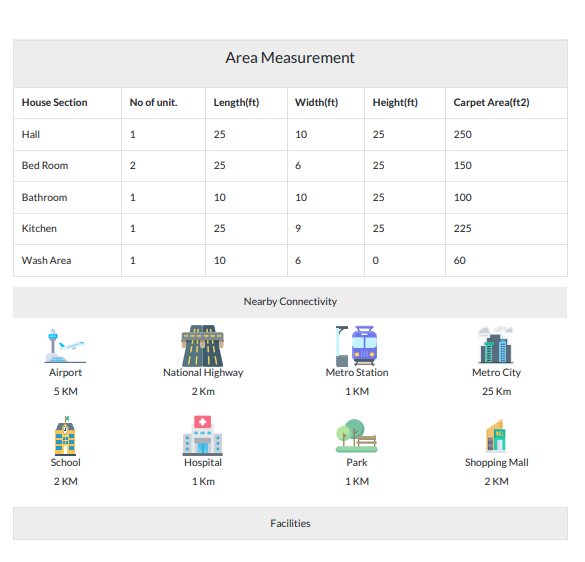 Area Measurement
House Section No of unit. Length(ft) Width(ft) Height(ft) Carpet Area(ft2)
Hall 1 25 10 25 250
Bed Room 2 25 6 25 150
Bathroom 1 10 10 25 100
Kitchen 1 25 9 25 225
Wash Area 1 10 6 0 60
Nearby Connectivity
Airport National Highway Metro Station Metro City
5 KM 2 Km 1 KM 25 Km
School Hospital Park Shopping Mall
2 KM 1 Km 1 KM 2 KM
Facilities